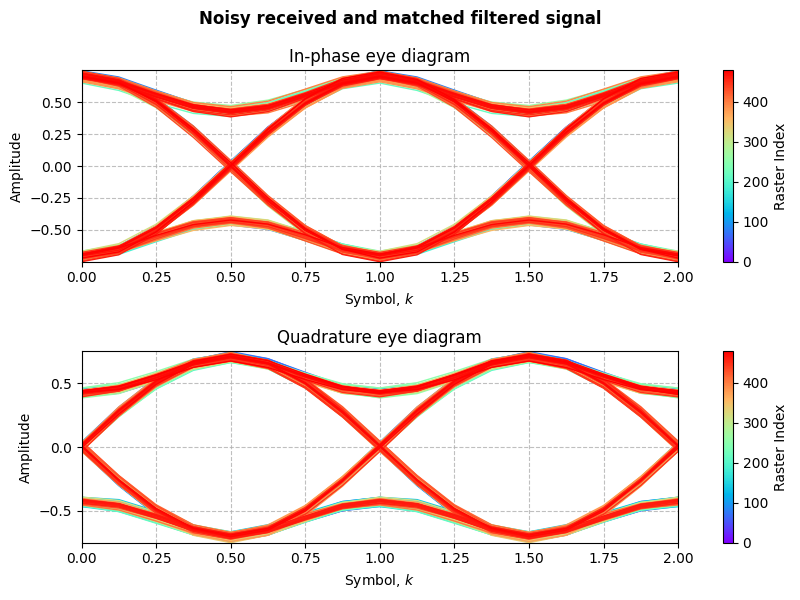 Noisy received and matched filtered signal
In-phase eye diagram
Amplitude
0.50
0.25
0.00
−0.25
−0.50
0.00 0.25 0.50 0.75 1.00 1.25 1.50 1.75 2.00
Symbol, k
400
300
200
100
0
Raster Index
Quadrature eye diagram
Amplitude
0.5
0.0
−0.5
0.00 0.25 0.50 0.75 1.00 1.25 1.50 1.75 2.00
Symbol, k
400
300
200
100
0
Raster Index